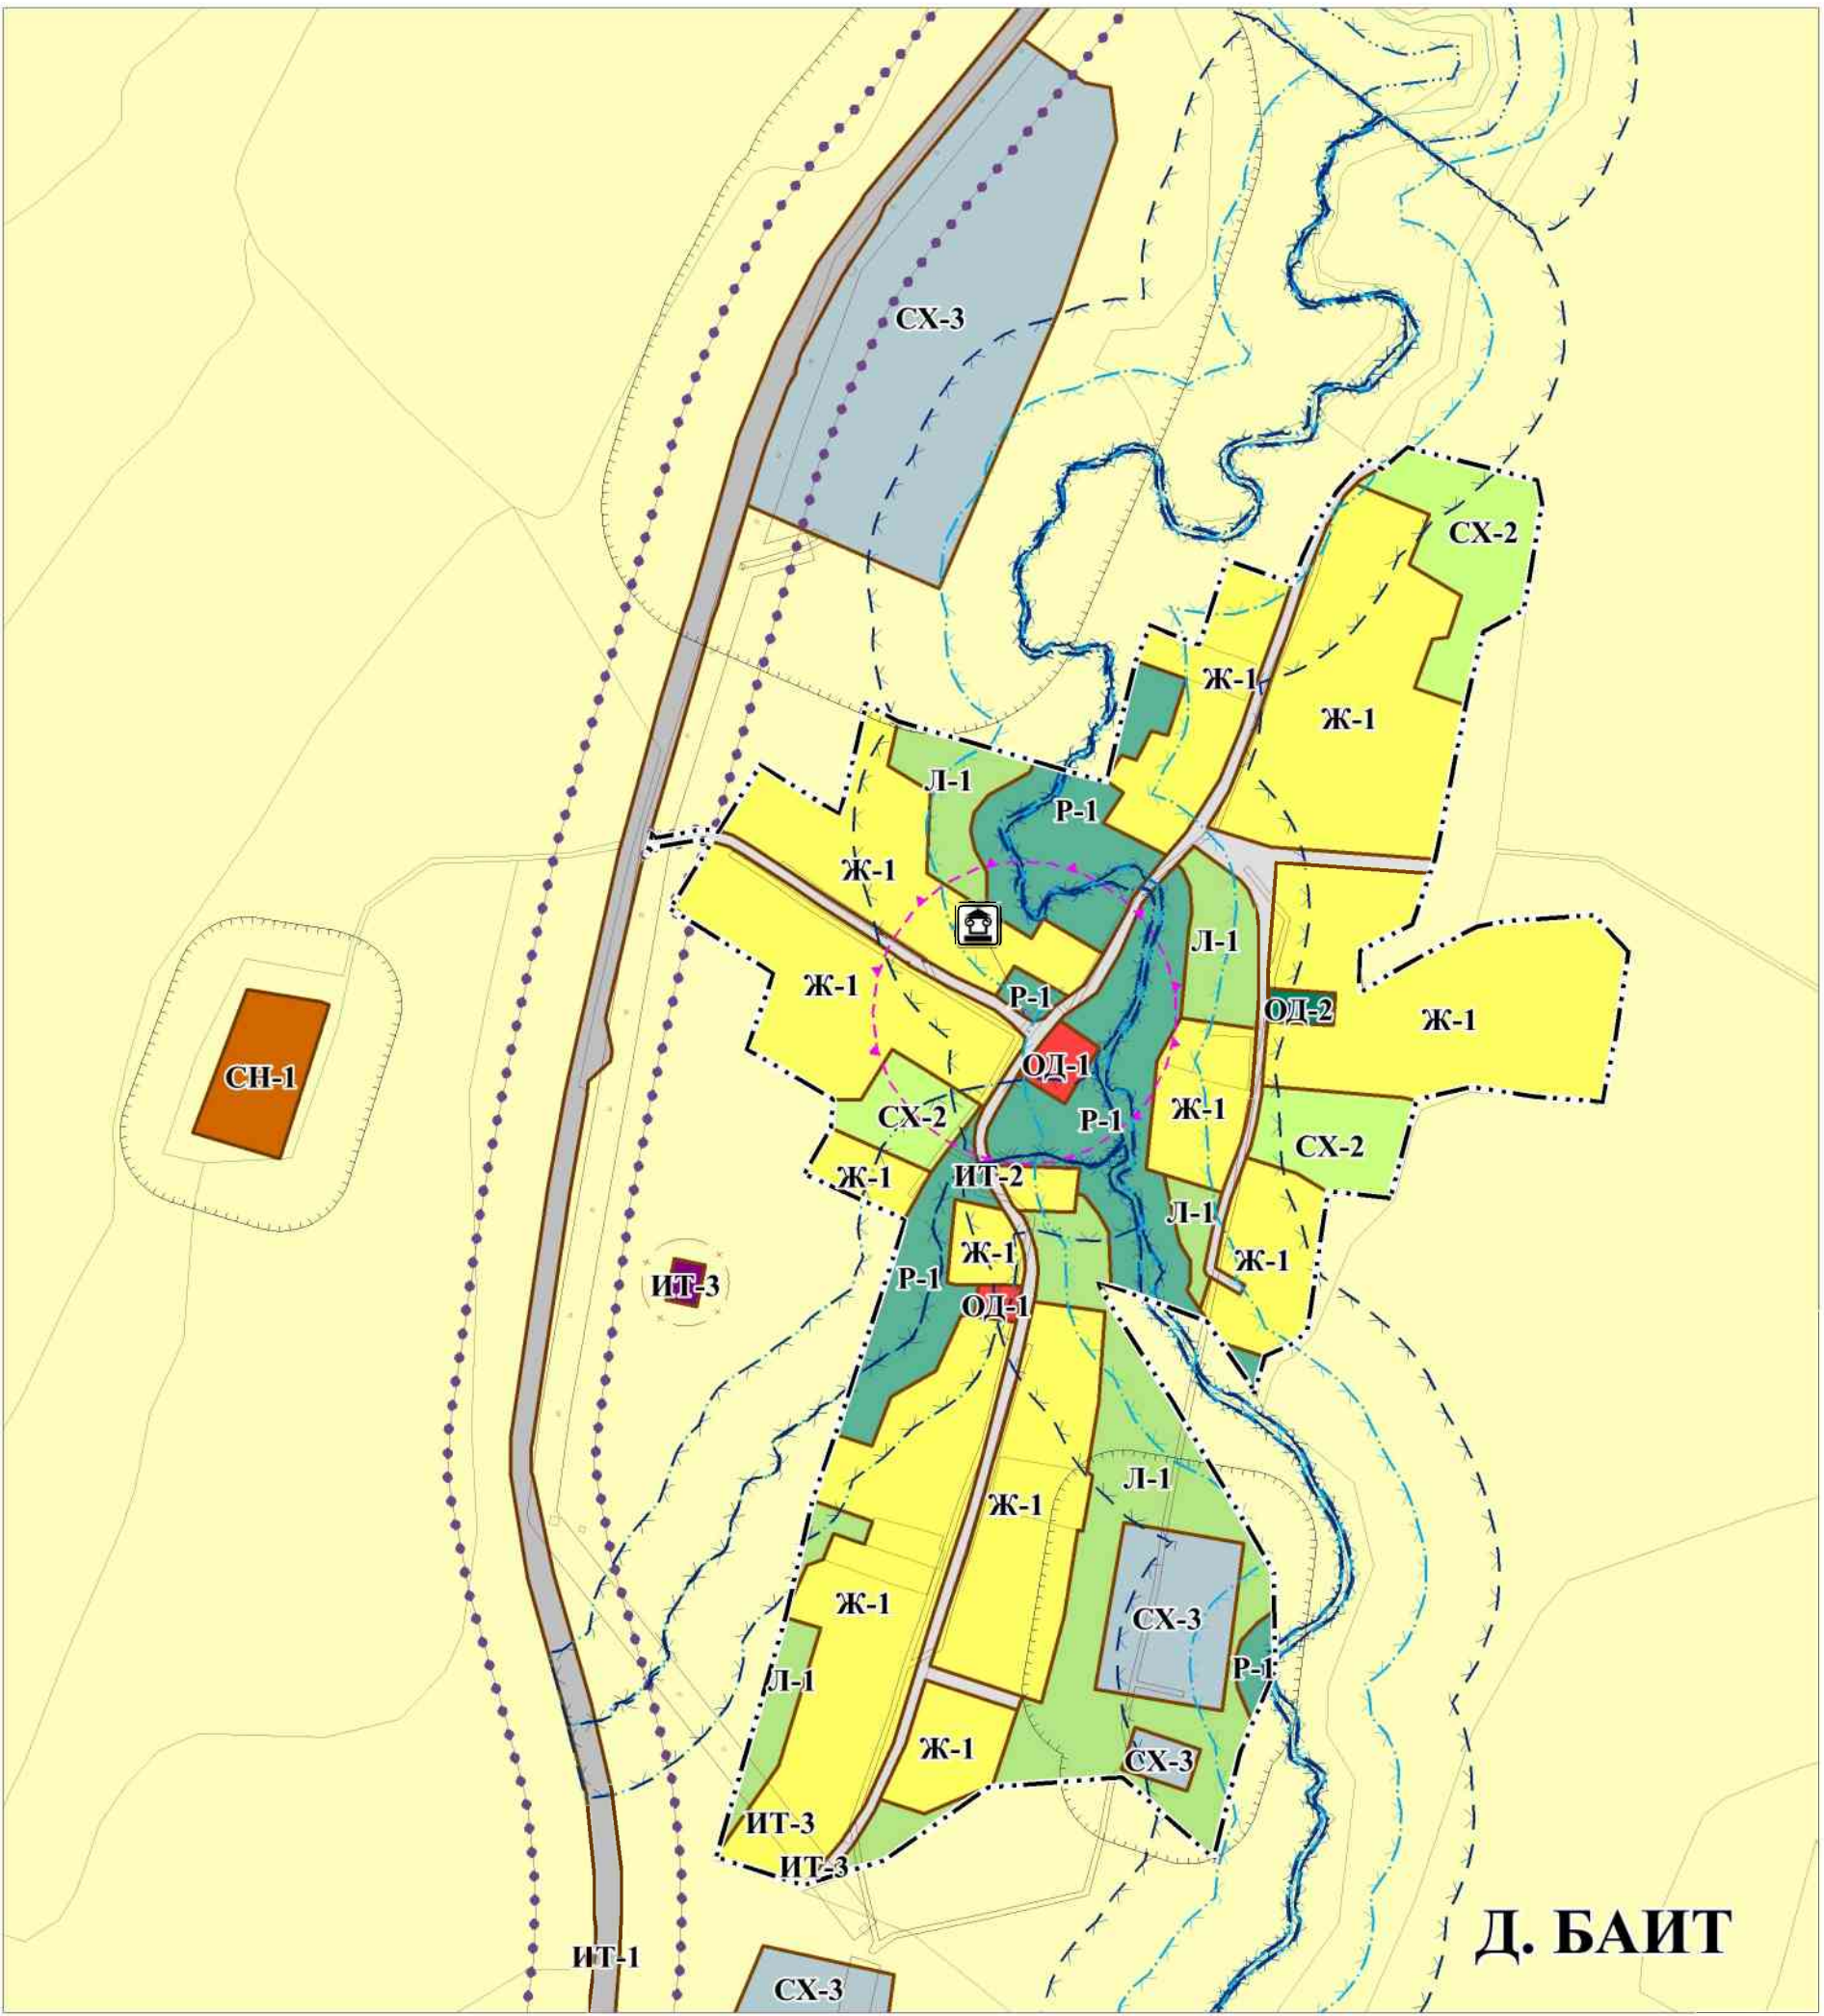 СХ-3
СХ-2
Ж-1
Ж-1
Л-1
Р-1
Ж-1
Л-1
Ж-1
Р-1
ОД-2
Ж-1
СН-1
ОД-1
СХ-2
Ж-1
Р-1
СХ-2
Ж-1
ИТ-2
Л-1
Ж-1
Ж-1
Р-1
ИТ-3
ОД-1
Л-1
Ж-1
Ж-1
СХ-3
Р-1
Л-1
Ж-1
СХ-3
ИТ-3
ИТ-3
Д. БАИТ
ИТ-1
СХ-3